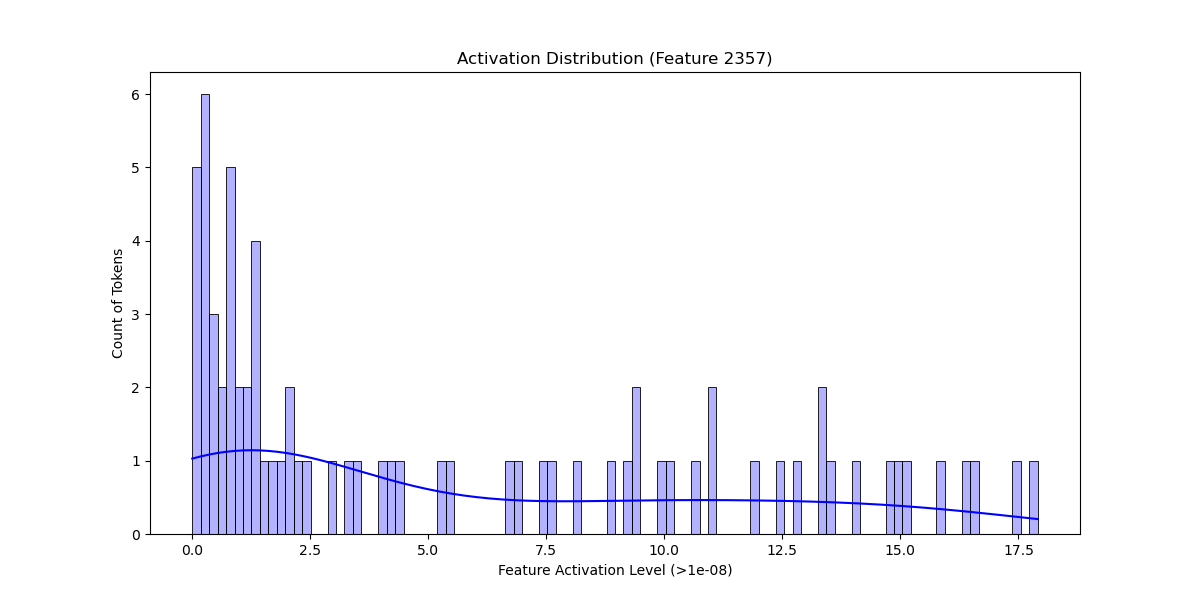 Activation Distribution (Feature 2357)
Count of Tokens
6
5
4
3
2
1
0
0.0 2.5 5.0 7.5 10.0 12.5 15.0 17.5
Feature Activation Level (>1e-08)